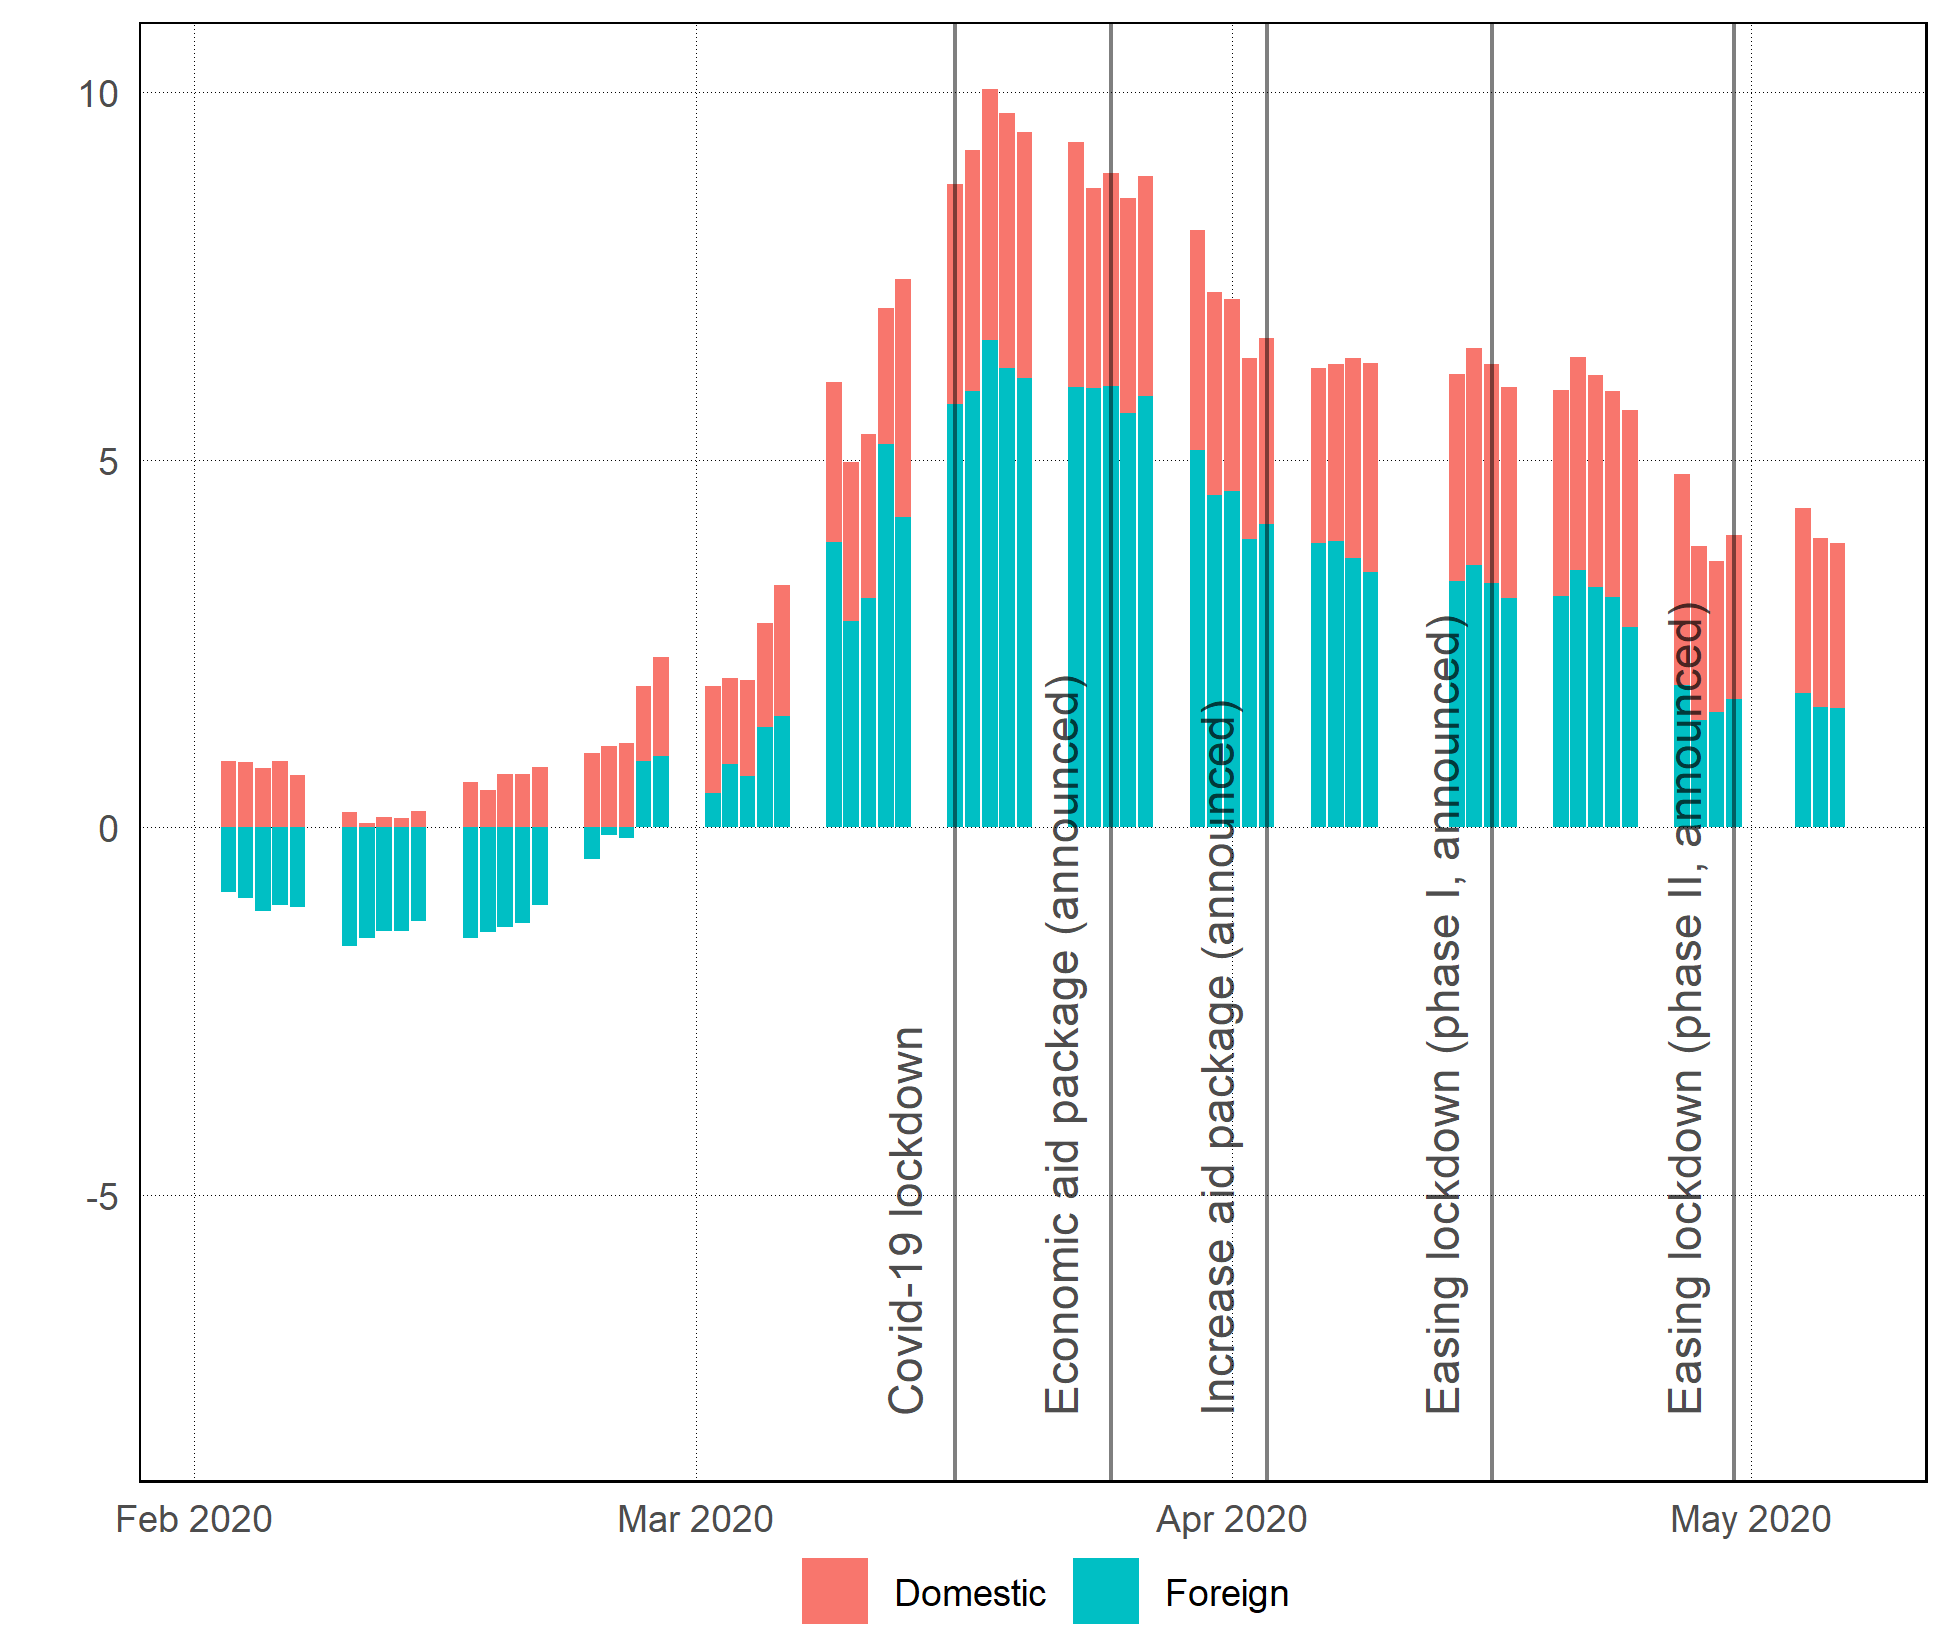 10
5
0
-5
Covid-19 lockdown
Economic aid package (announced)
Increase aid package (announced)
Easing lockdown (phase I, announced)
Easing lockdown (phase II, announced)
Feb 2020
Mar 2020
Apr 2020
May 2020
Domestic
Foreign